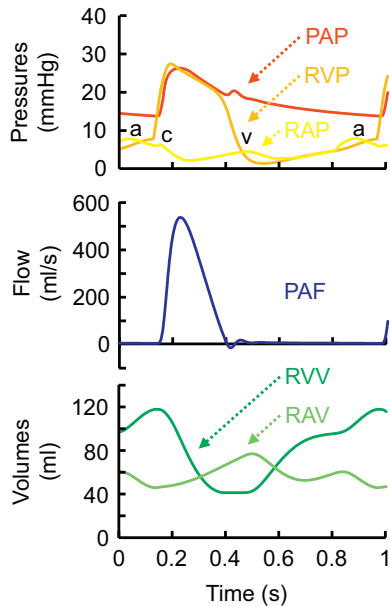 Pressures
(mmHg)
40
30
20
10
0
PAP
RVP
RAP
a
c
v
a
Flow
(ml/s)
600
400
200
0
PAF
Volumes
(ml)
120
80
40
0
RVV
RAV
0
0.2
0.4
0.6
0.8
1
Time (s)